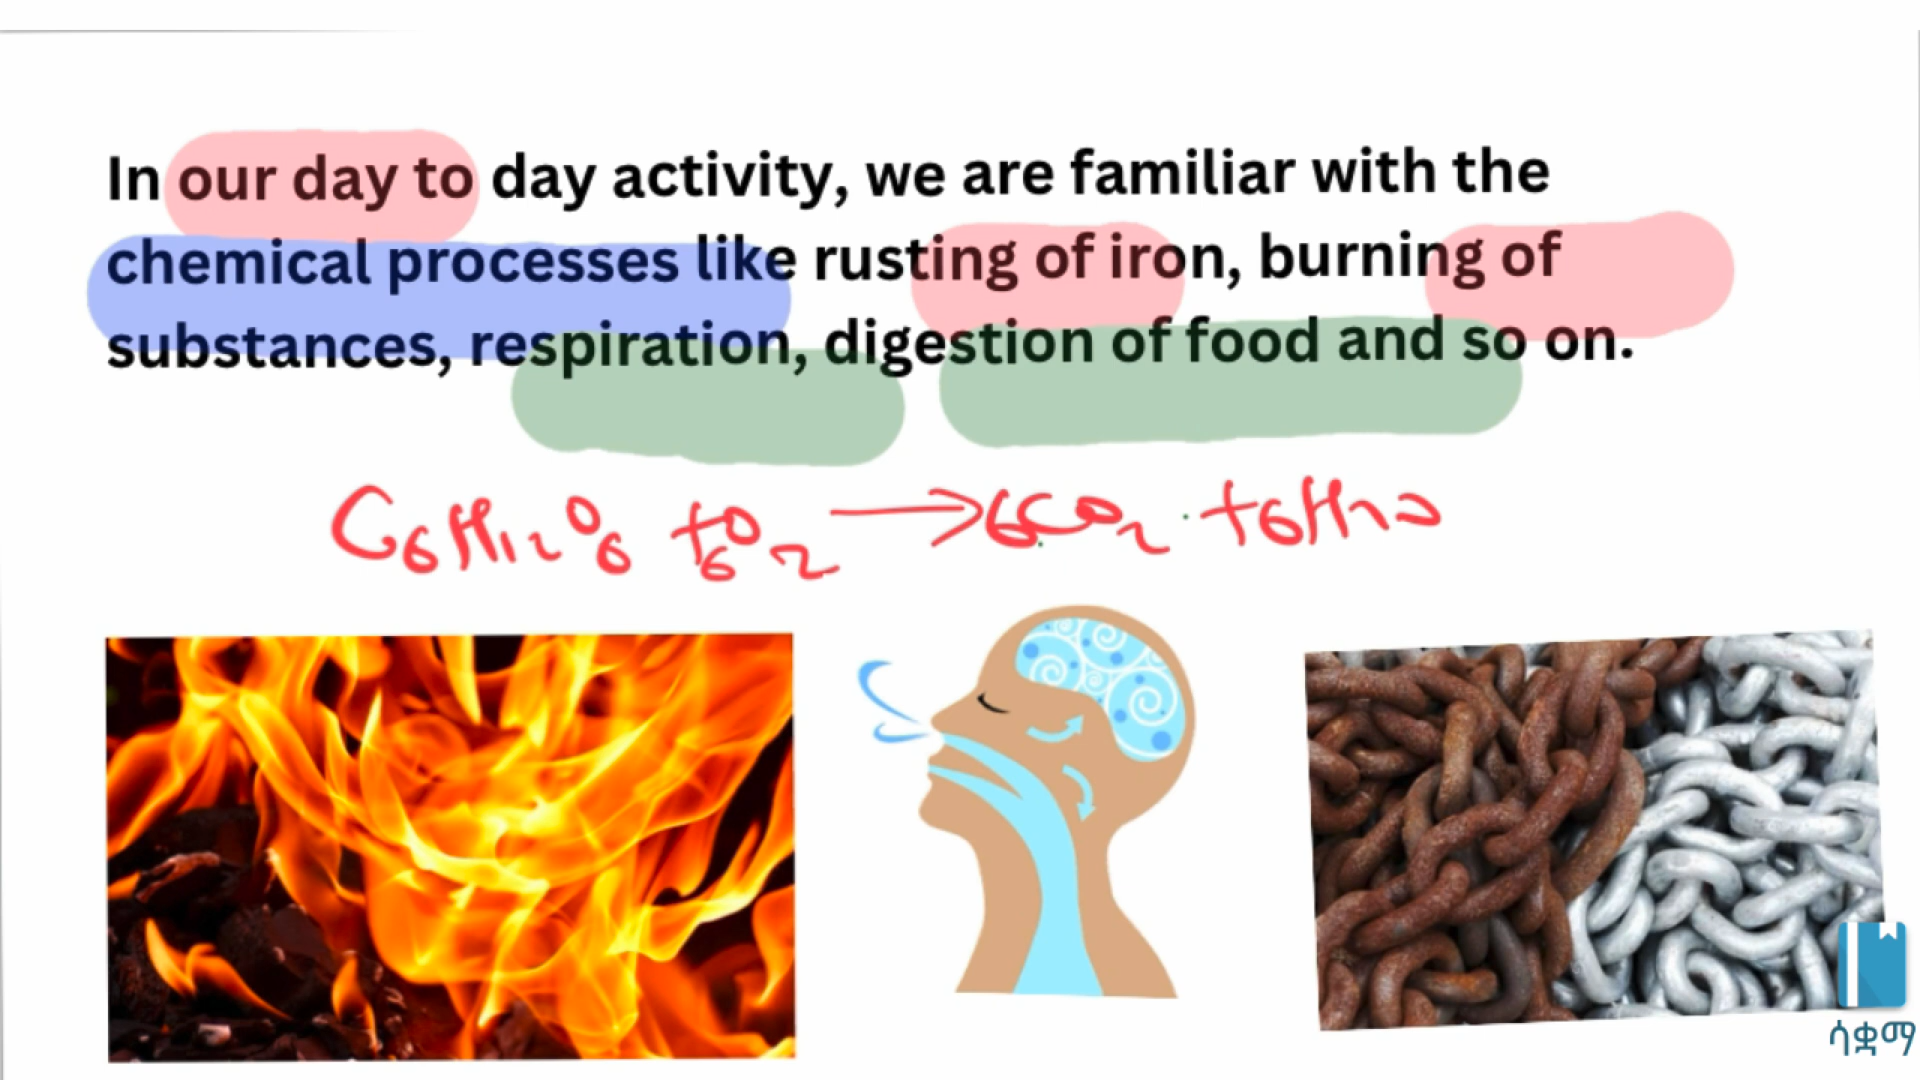 In our day to day activity, we are familiar with the
chemical processes like rusting of iron, burning of
substances, respiration, digestion of food and so on.
C₆H₁₂O₆ + 6O₂ → 6CO₂ + 6H₂O
ሳቋማ